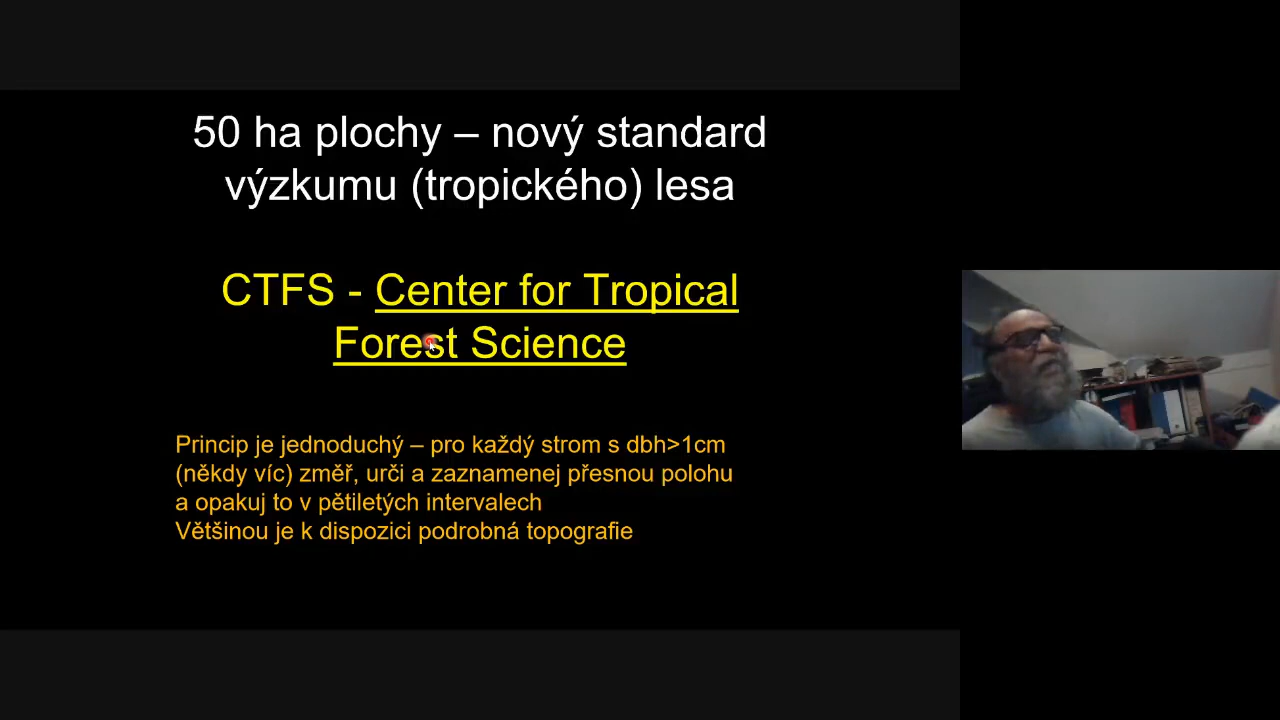 50 ha plochy – nový standard
výzkumu (tropického) lesa
CTFS - Center for Tropical
Forest Science
Princip je jednoduchý – pro každý strom s dbh>1cm
(někdy víc) změř, urči a zaznamenej přesnou polohu
a opakuj to v pětiletých intervalech
Většinou je k dispozici podrobná topografie